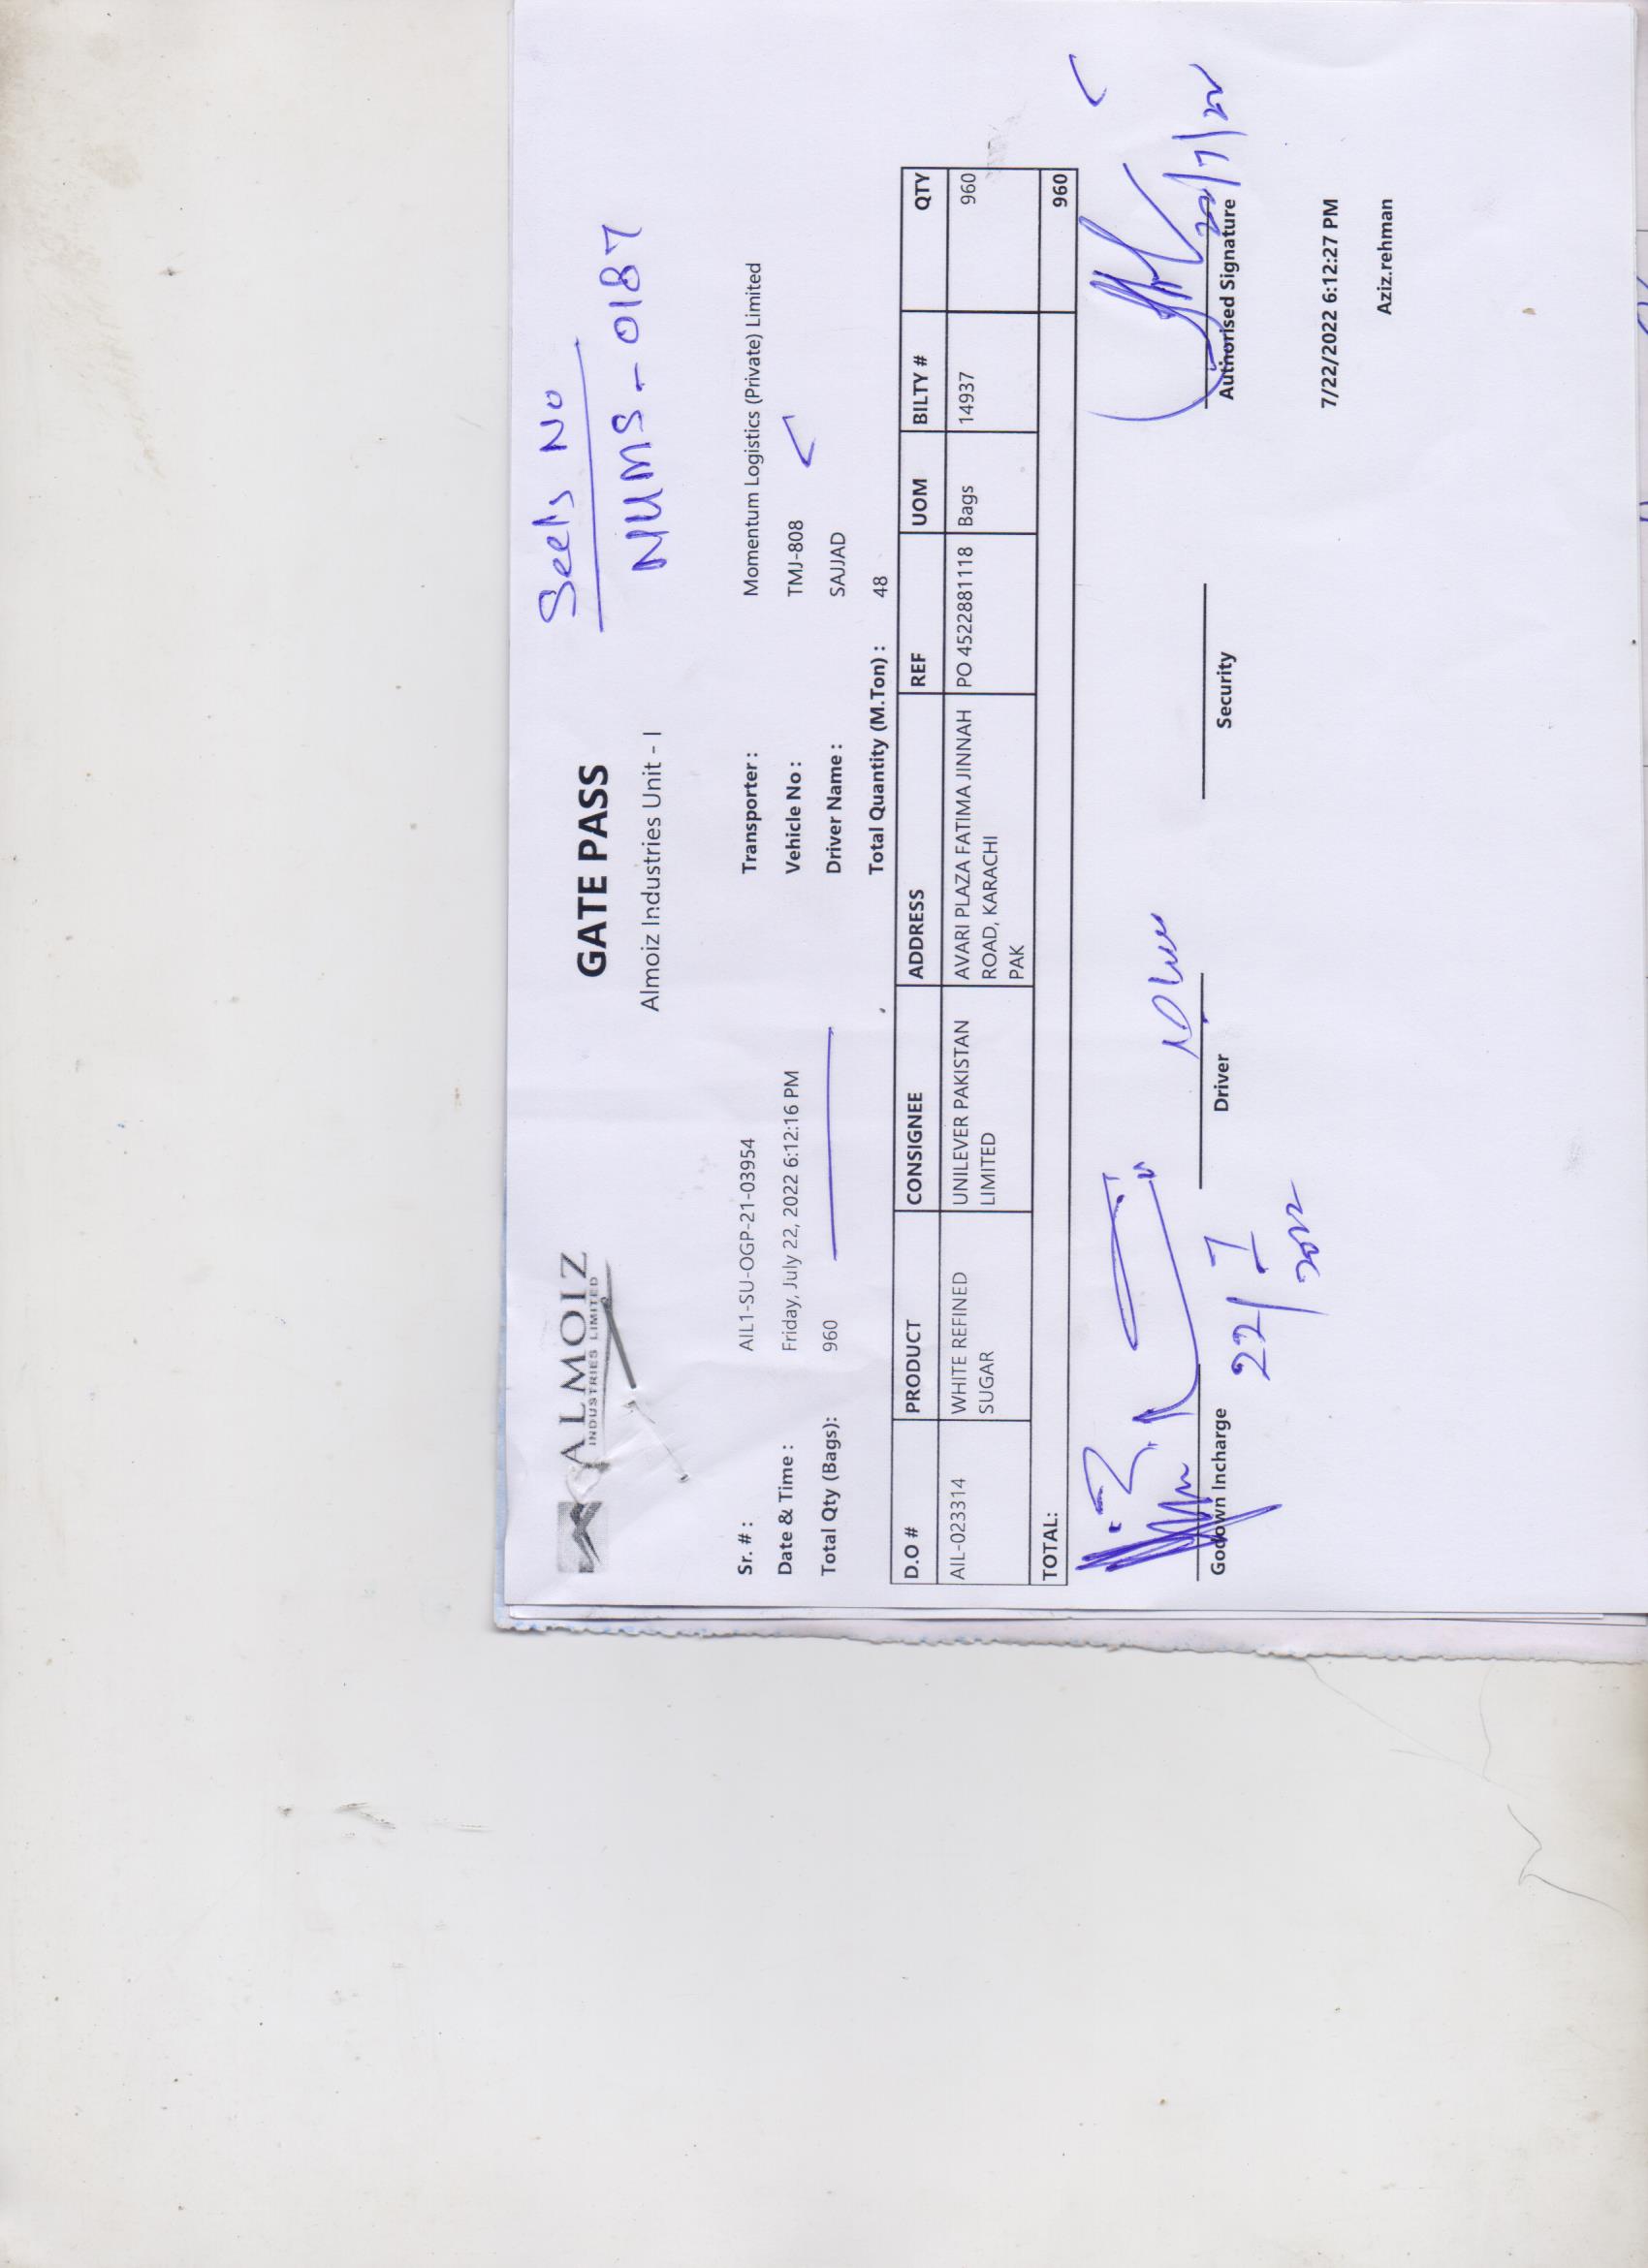 Seels No
NUMS-0187
ALMOIZ
INDUSTRIES LIMITED
GATE PASS
Almoiz Industries Unit - I
Sr. # : AIL1-SU-OGP-21-03954 Transporter : Momentum Logistics (Private) Limited
Date & Time : Friday, July 22, 2022 6:12:16 PM Vehicle No : TMJ-808
Total Qty (Bags): 960 Driver Name : SAJJAD
Total Quantity (M.Ton) : 48
D.O # PRODUCT CONSIGNEE ADDRESS REF UOM BILTY # QTY
AIL-023314 WHITE REFINED UNILEVER PAKISTAN AVARI PLAZA FATIMA JINNAH PO 4522881118 Bags 14937 960
SUGAR LIMITED ROAD, KARACHI
PAK
TOTAL: 960
22/7/22
Godown Incharge Driver Security Authorised Signature
22/7
2022
7/22/2022 6:12:27 PM
Aziz.rehman